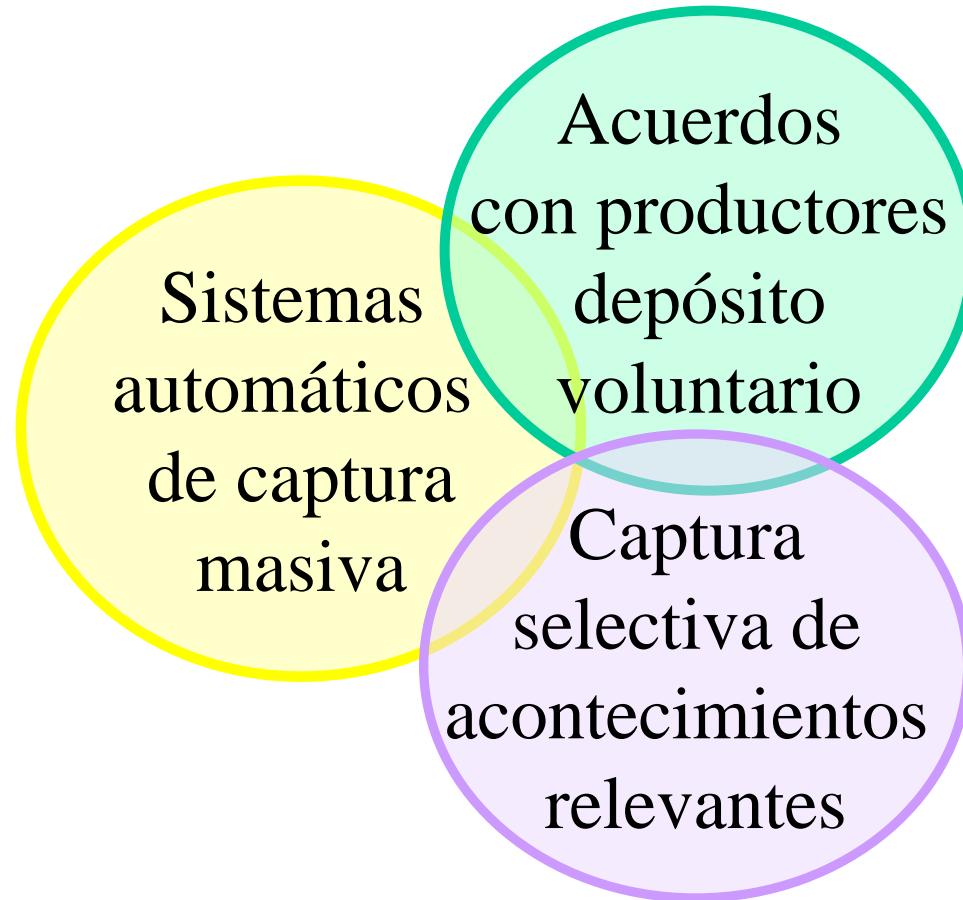 Acuerdos
con productores
depósito
voluntario
Sistemas
automáticos
de captura
masiva
Captura
selectiva de
acontecimientos
relevantes